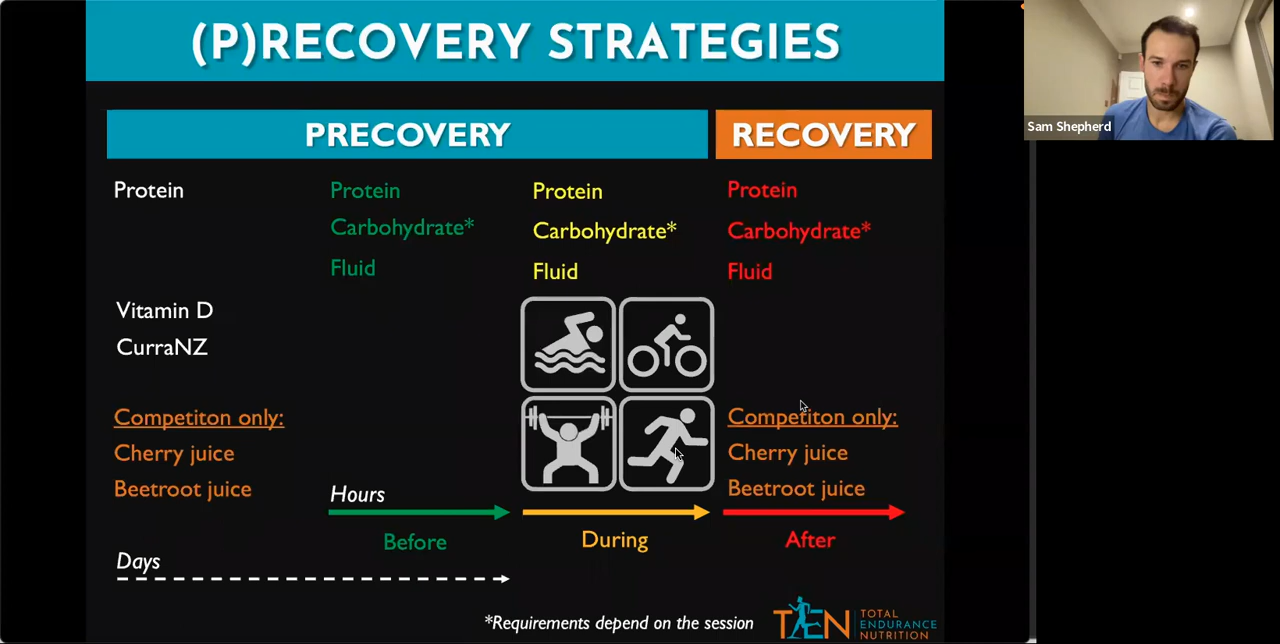 (P)RECOVERY STRATEGIES
Sam Shepherd
PRECOVERY
RECOVERY
Protein
Protein
Protein
Protein
Carbohydrate*
Carbohydrate*
Carbohydrate*
Fluid
Fluid
Fluid
Vitamin D
CurraNZ
Competiton only:
Competiton only:
Cherry juice
Cherry juice
Beetroot juice
Beetroot juice
Hours
Before
During
After
Days
*Requirements depend on the session
TEN
TOTAL
ENDURANCE
NUTRITION